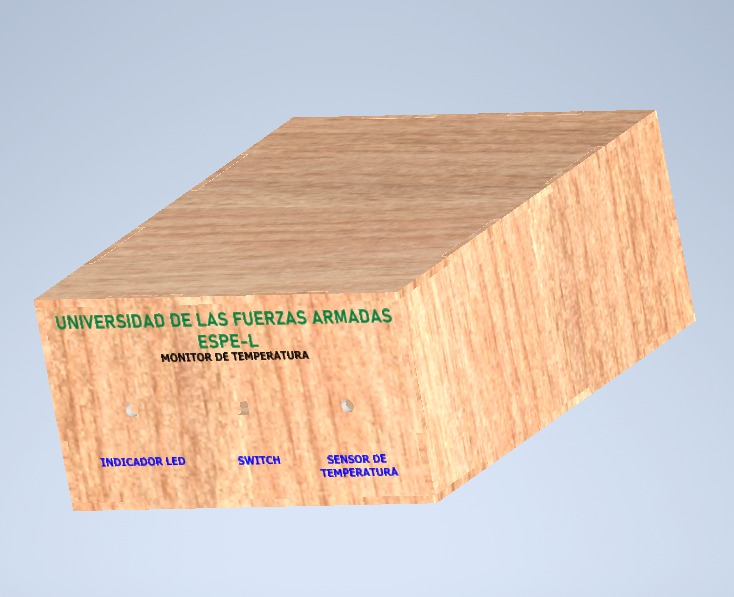 UNIVERSIDAD DE LAS FUERZAS ARMADAS
ESPE-L
MONITOR DE TEMPERATURA
INDICADOR LED
SWITCH
SENSOR DE
TEMPERATURA